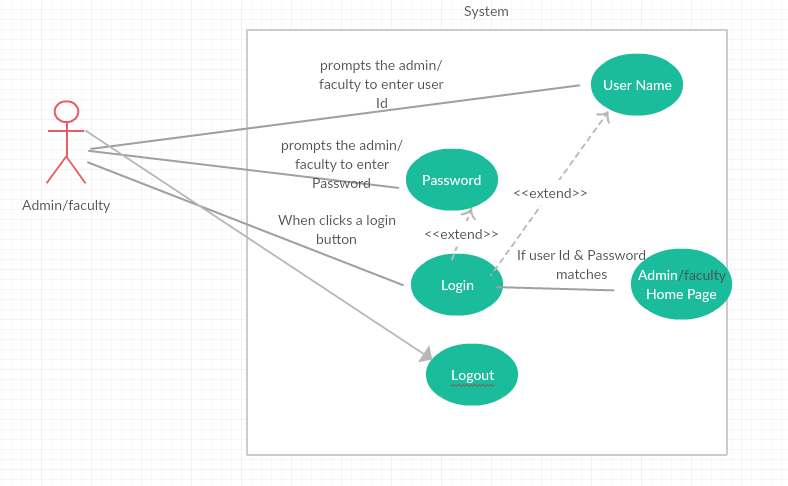 System
prompts the admin/
faculty to enter user
Id
User Name
prompts the admin/
faculty to enter
Password
Password
<<extend>>
Admin/faculty
When clicks a login
button
<<extend>>
If user Id & Password
matches
Login
Admin/faculty
Home Page
Logout